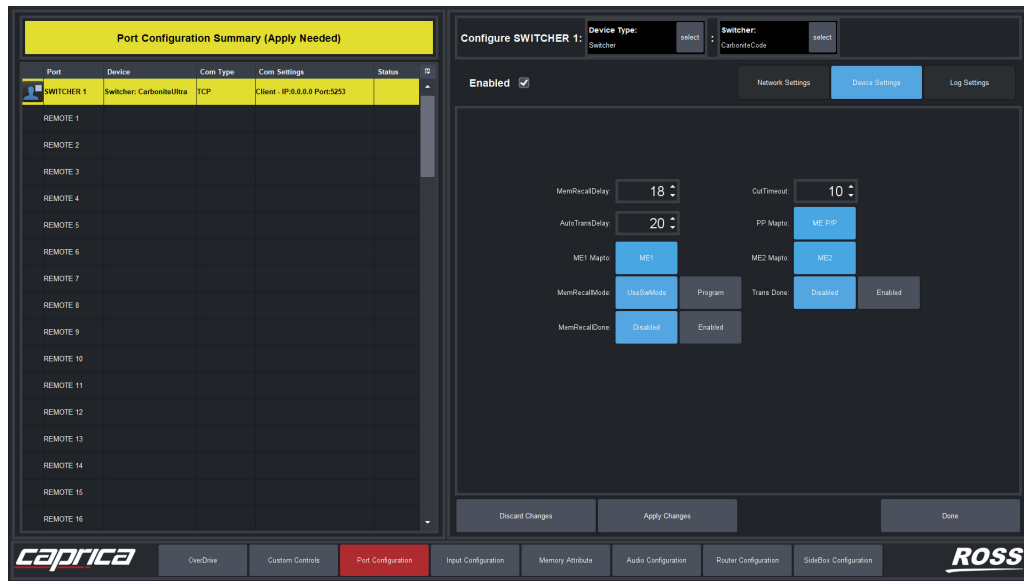 Port Configuration Summary (Apply Needed)
Port Device Com Type Com Settings Status
SWITCHER 1 Switcher: CarboniteUltra TCP Client - IP:0.0.0.0 Port:5253
REMOTE 1
REMOTE 2
REMOTE 3
REMOTE 4
REMOTE 5
REMOTE 6
REMOTE 7
REMOTE 8
REMOTE 9
REMOTE 10
REMOTE 11
REMOTE 12
REMOTE 13
REMOTE 14
REMOTE 15
REMOTE 16
Configure SWITCHER 1: Device Type: Switcher select : Switcher: CarboniteCode select
Enabled Network Settings Device Settings Log Settings
MemRecallDelay: 18 CutTimeout: 10
AutoTransDelay: 20 PP Mapto: ME P/P
ME1 Mapto: ME1 ME2 Mapto: ME2
MemRecallMode: UseSwMode Program Trans Done: Disabled Enabled
MemRecallDone: Disabled Enabled
Discard Changes Apply Changes Done
caprica OverDrive Custom Controls Port Configuration Input Configuration Memory Attribute Audio Configuration Router Configuration SideBox Configuration ROSS